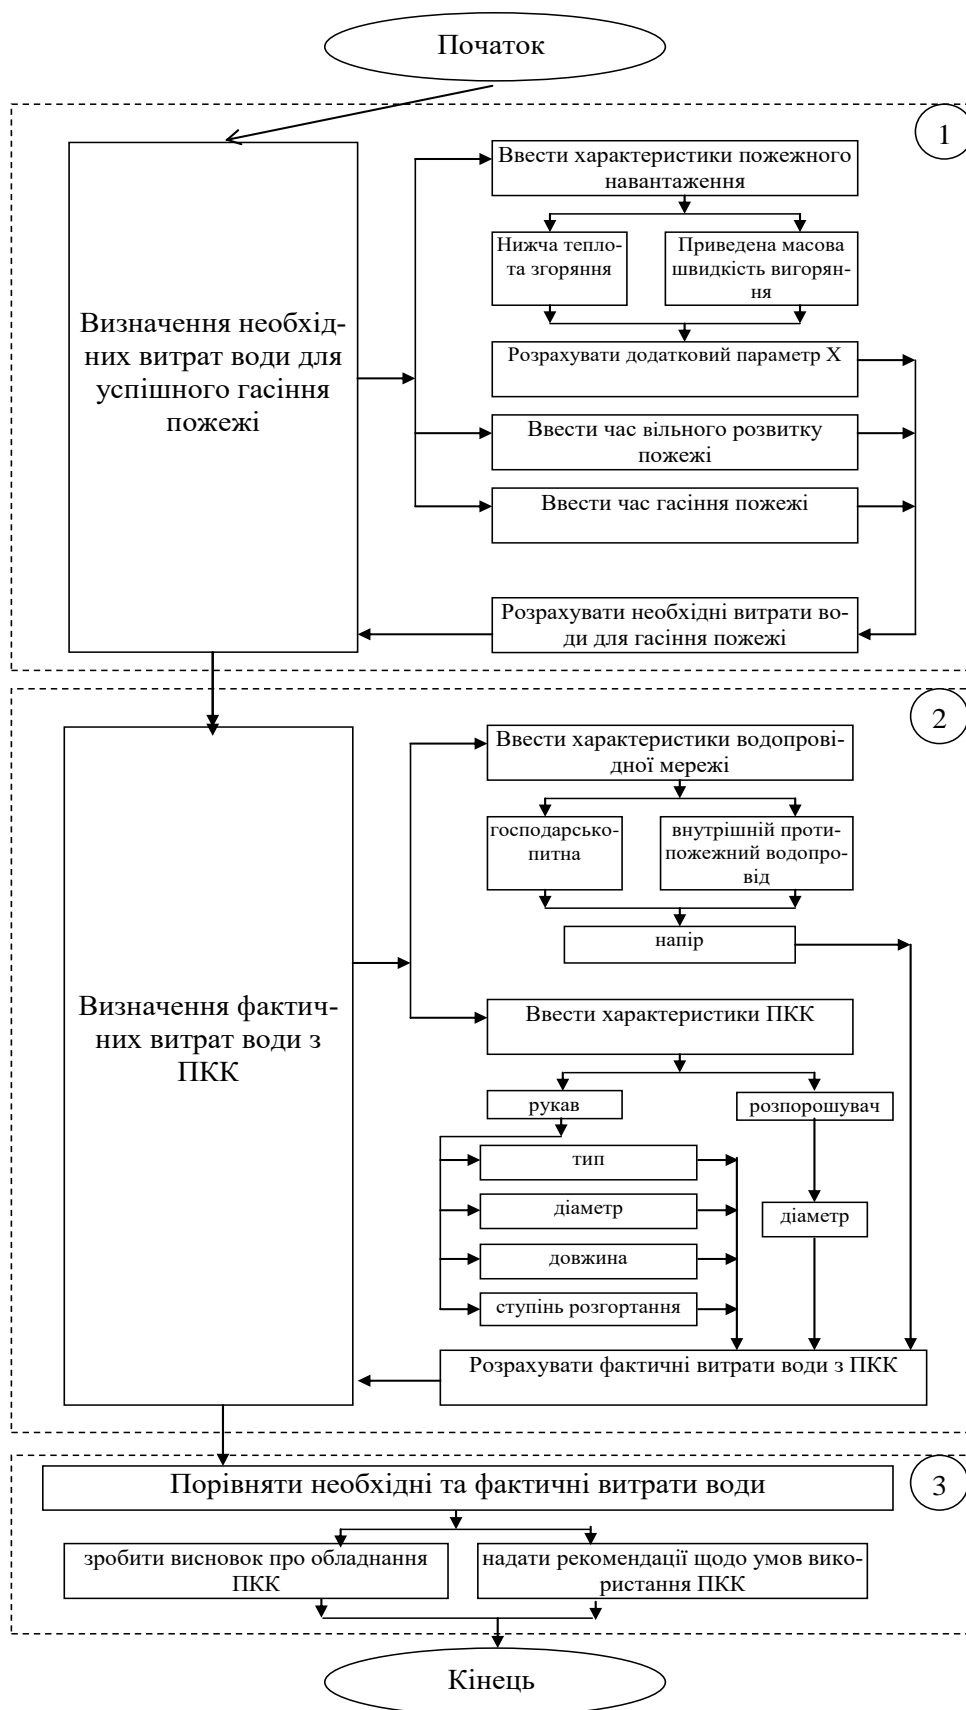 Початок
1
Визначення необхід-
них витрат води для
успішного гасіння
пожежі
Ввести характеристики пожежного
навантаження
Нижча тепло-
та згоряння
Приведена масова
швидкість вигорян-
ня
Розрахувати додатковий параметр X
Ввести час вільного розвитку
пожежі
Ввести час гасіння пожежі
Розрахувати необхідні витрати во-
ди для гасіння пожежі
2
Визначення фактич-
них витрат води з
ПКК
Ввести характеристики водопрові-
дної мережі
господарсько-
питна
внутрішній проти-
пожежний водопро-
від
напір
Ввести характеристики ПКК
рукав
розпорошувач
тип
діаметр
діаметр
довжина
ступінь розгортання
Розрахувати фактичні витрати води з ПКК
3
Порівняти необхідні та фактичні витрати води
зробити висновок про обладнання
ПКК
надати рекомендації щодо умов вико-
ристання ПКК
Кінець